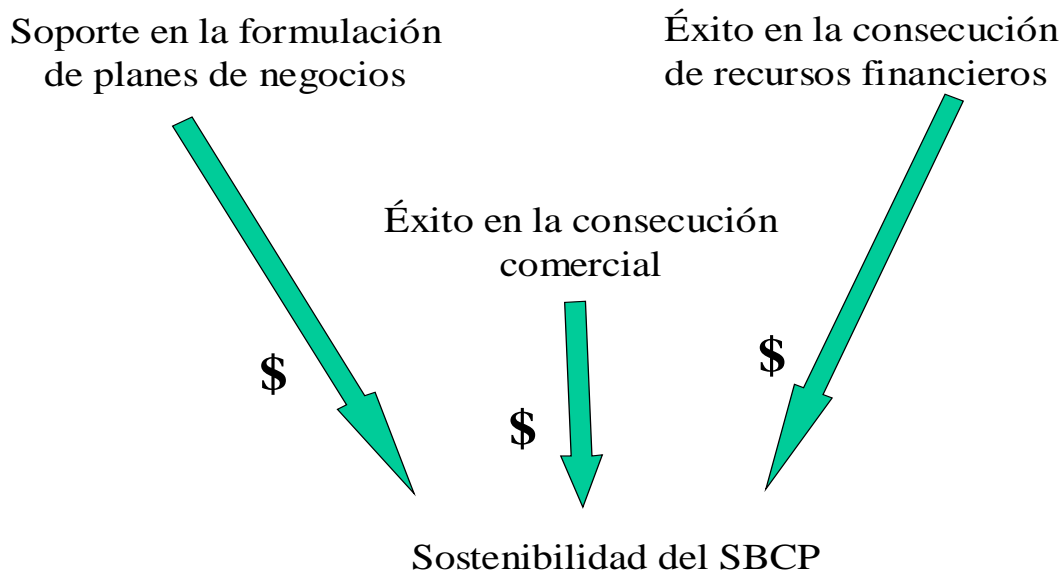 Soporte en la formulación
de planes de negocios
Éxito en la consecución
de recursos financieros
Éxito en la consecución
comercial
$
$
$
Sostenibilidad del SBCP